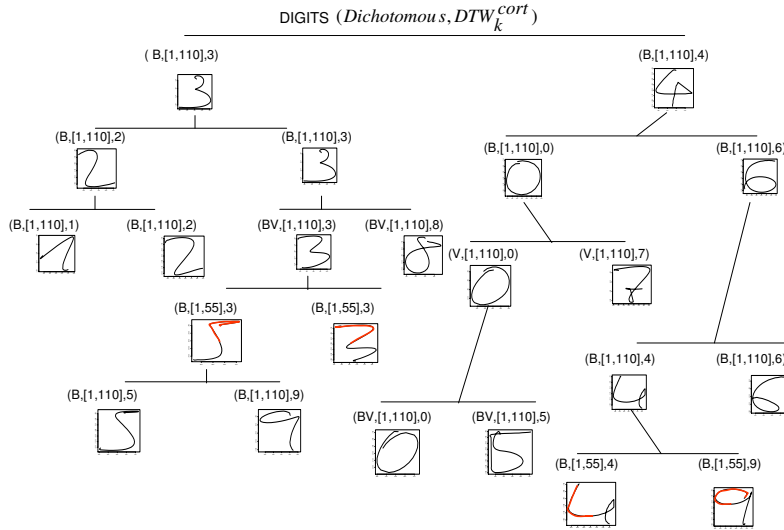 DIGITS (Dichotomous, DTW_k^cort)
( B,[1,110],3)
(B,[1,110],4)
(B,[1,110],2)
(B,[1,110],3)
(B,[1,110],0)
(B,[1,110],6)
(B,[1,110],1)
(B,[1,110],2)
(BV,[1,110],3)
(BV,[1,110],8)
(V,[1,110],0)
(V,[1,110],7)
(B,[1,55],3)
(B,[1,55],3)
(B,[1,110],4)
(B,[1,110],6)
(B,[1,110],5)
(B,[1,110],9)
(BV,[1,110],0)
(BV,[1,110],5)
(B,[1,55],4)
(B,[1,55],9)